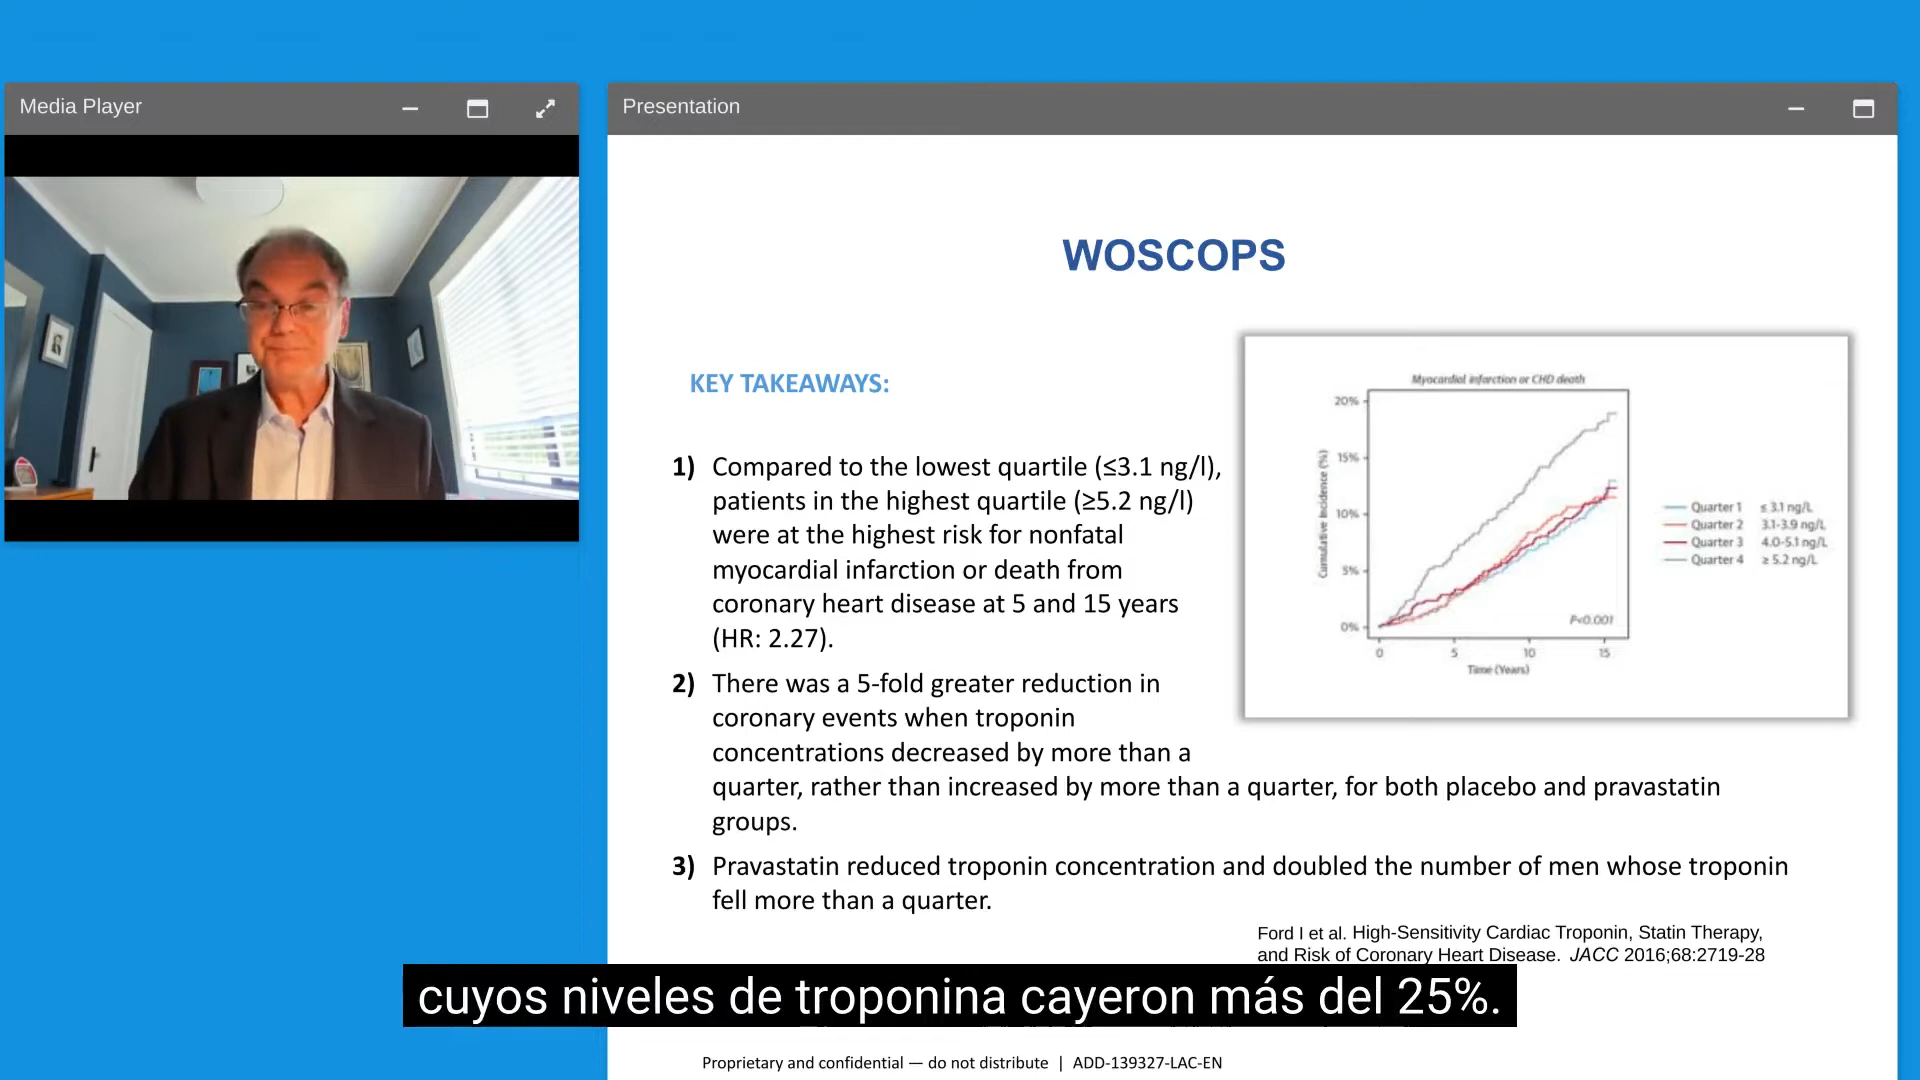 Media Player
Presentation
WOSCOPS
KEY TAKEAWAYS:
1) Compared to the lowest quartile (≤3.1 ng/l),
patients in the highest quartile (≥5.2 ng/l)
were at the highest risk for nonfatal
myocardial infarction or death from
coronary heart disease at 5 and 15 years
(HR: 2.27).
2) There was a 5-fold greater reduction in
coronary events when troponin
concentrations decreased by more than a
quarter, rather than increased by more than a quarter, for both placebo and pravastatin
groups.
3) Pravastatin reduced troponin concentration and doubled the number of men whose troponin
fell more than a quarter.
Myocardial infarction or CHD death
Cumulative Incidence (%)
20%
15%
10%
5%
0%
0 5 10 15
Time (Years)
P<0.001
Quarter 1 ≤ 3.1 ng/L
Quarter 2 3.1-3.9 ng/L
Quarter 3 4.0-5.1 ng/L
Quarter 4 ≥ 5.2 ng/L
Ford I et al. High-Sensitivity Cardiac Troponin, Statin Therapy,
and Risk of Coronary Heart Disease. JACC 2016;68:2719-28
cuyos niveles de troponina cayeron más del 25%.
Proprietary and confidential — do not distribute | ADD-139327-LAC-EN